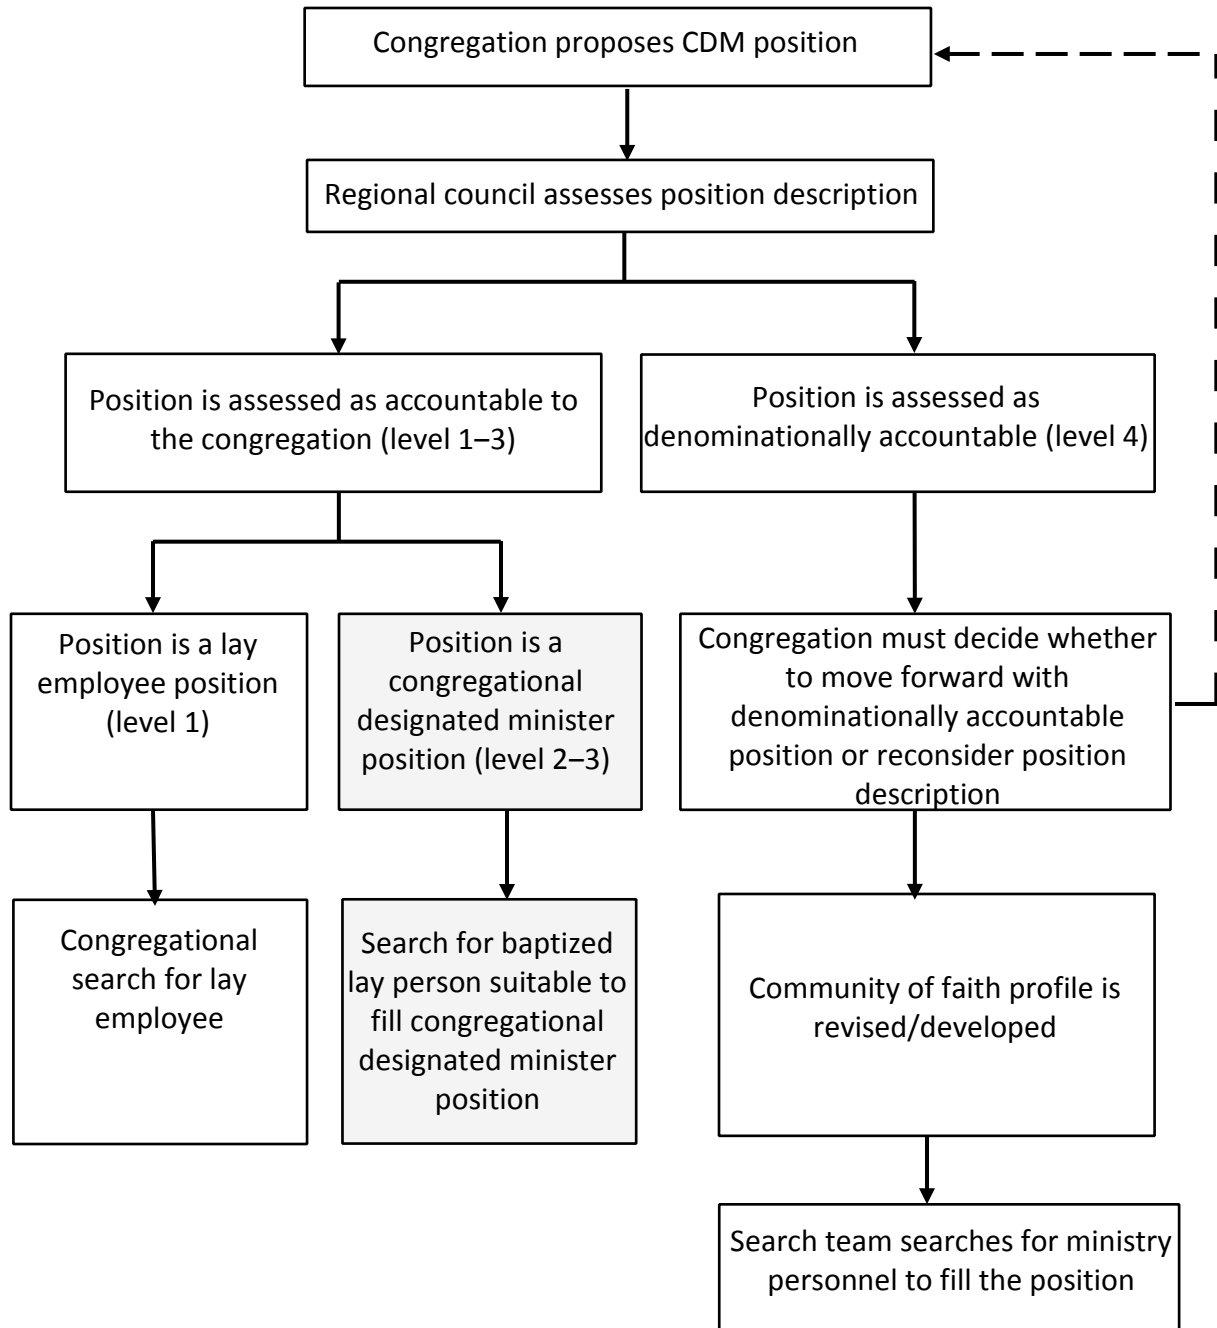 Congregation proposes CDM position
Regional council assesses position description
Position is assessed as accountable to
the congregation (level 1–3)
Position is assessed as
denominationally accountable (level 4)
Position is a lay
employee position
(level 1)
Position is a
congregational
designated minister
position (level 2–3)
Congregation must decide whether
to move forward with
denominationally accountable
position or reconsider position
description
Congregational
search for lay
employee
Search for baptized
lay person suitable to
fill congregational
designated minister
position
Community of faith profile is
revised/developed
Search team searches for ministry
personnel to fill the position